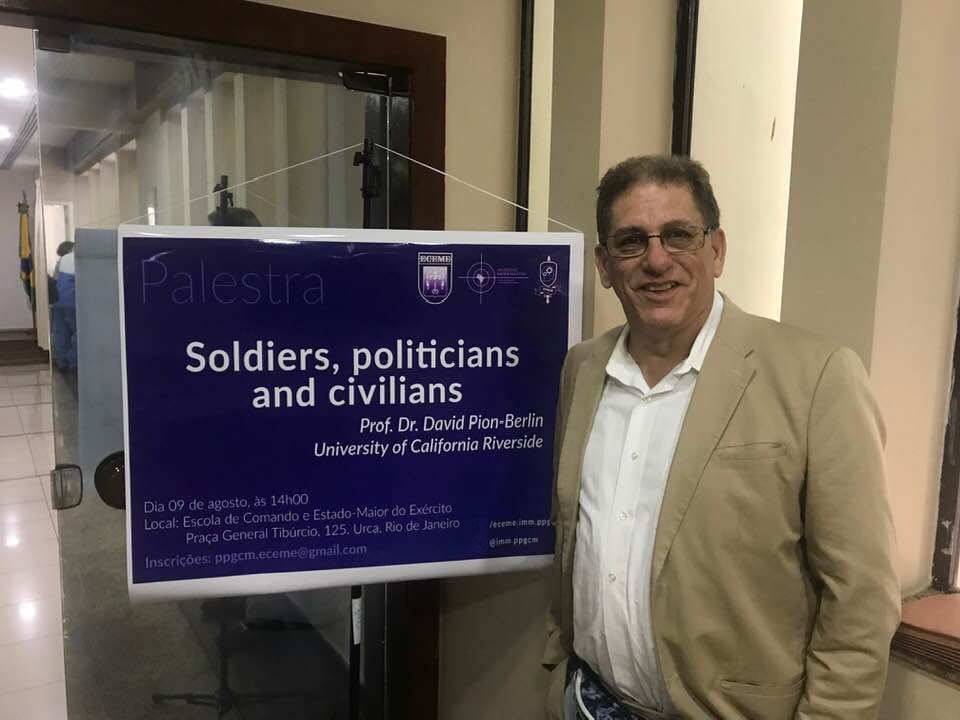 Palestra
ECEME
Soldiers, politicians
and civilians
Prof. Dr. David Pion-Berlin
University of California Riverside
Dia 09 de agosto, às 14h00
Local: Escola de Comando e Estado-Maior do Exército
Praça General Tibúrcio, 125. Urca, Rio de Janeiro
Inscrições: ppgcm.eceme@gmail.com
/eceme.imm.ppg
@imm.ppgcm